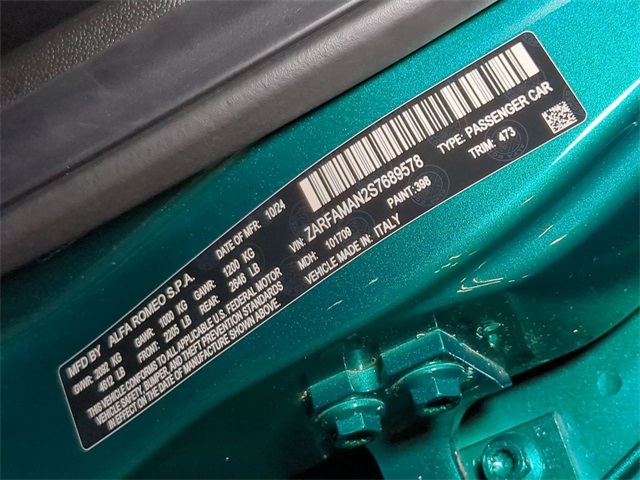 MFD BY ALFA ROMEO S.P.A. DATE OF MFR: 10/24
GVWR: 2092 KG GAWR: 1000 KG GAWR: 1200 KG
4612 LB FRONT: 2205 LB REAR: 2646 LB
THIS VEHICLE CONFORMS TO ALL APPLICABLE U.S. FEDERAL MOTOR
VEHICLE SAFETY, BUMPER, AND THEFT PREVENTION STANDARDS
IN EFFECT ON THE DATE OF MANUFACTURE SHOWN ABOVE.
VIN: ZARFAMAN2S7689578 TYPE: PASSENGER CAR
MDH: 101709 PAINT: 398 TRIM: 473
VEHICLE MADE IN: ITALY